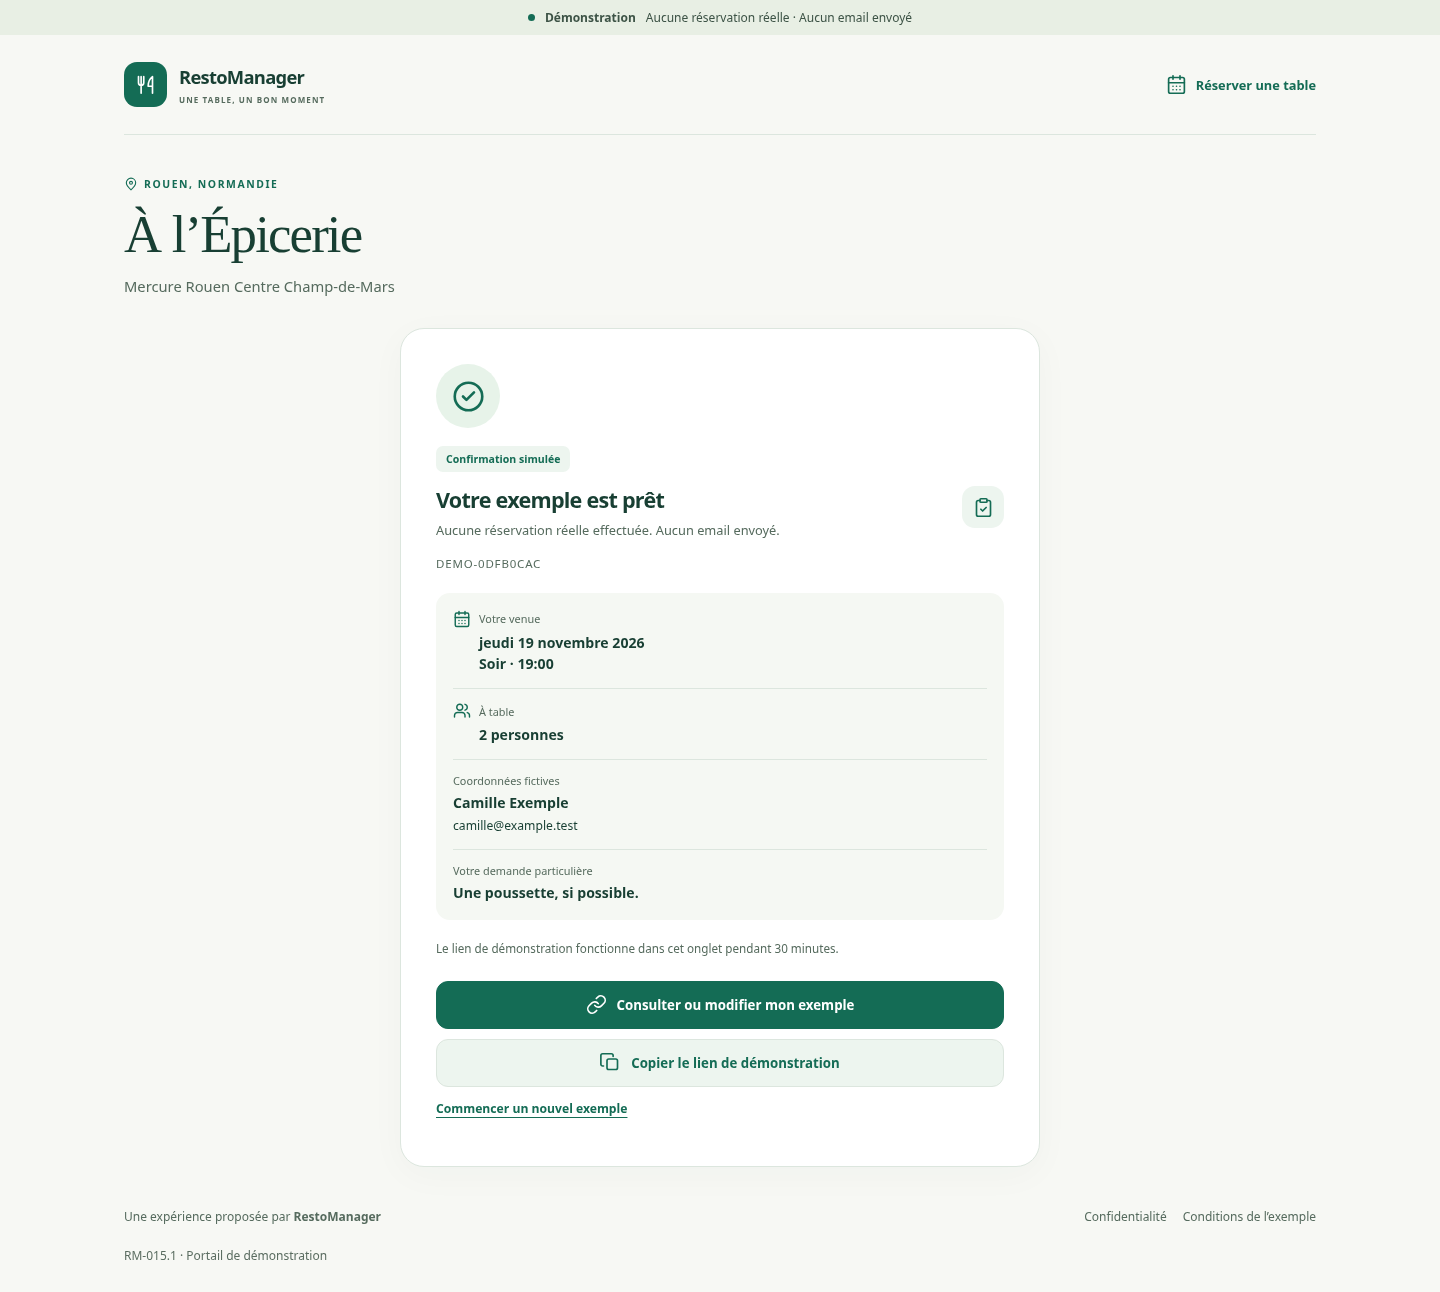 Démonstration Aucune réservation réelle · Aucun email envoyé
RestoManager
UNE TABLE, UN BON MOMENT
Réserver une table
ROUEN, NORMANDIE
À l’Épicerie
Mercure Rouen Centre Champ-de-Mars
Confirmation simulée
Votre exemple est prêt
Aucune réservation réelle effectuée. Aucun email envoyé.
DEMO-0DFB0CAC
Votre venue
jeudi 19 novembre 2026
Soir · 19:00
À table
2 personnes
Coordonnées fictives
Camille Exemple
camille@example.test
Votre demande particulière
Une poussette, si possible.
Le lien de démonstration fonctionne dans cet onglet pendant 30 minutes.
Consulter ou modifier mon exemple
Copier le lien de démonstration
Commencer un nouvel exemple
Une expérience proposée par RestoManager
Confidentialité Conditions de l’exemple
RM-015.1 · Portail de démonstration